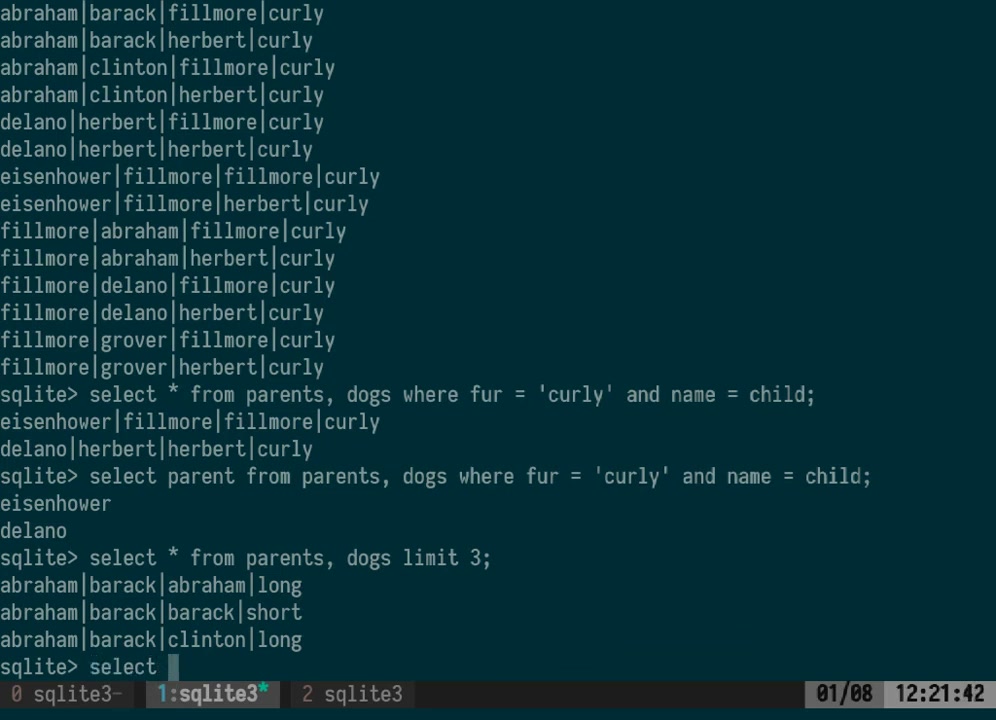 abraham|barack|fillmore|curly
abraham|barack|herbert|curly
abraham|clinton|fillmore|curly
abraham|clinton|herbert|curly
delano|herbert|fillmore|curly
delano|herbert|herbert|curly
eisenhower|fillmore|fillmore|curly
eisenhower|fillmore|herbert|curly
fillmore|abraham|fillmore|curly
fillmore|abraham|herbert|curly
fillmore|delano|fillmore|curly
fillmore|delano|herbert|curly
fillmore|grover|fillmore|curly
fillmore|grover|herbert|curly
sqlite> select * from parents, dogs where fur = 'curly' and name = child;
eisenhower|fillmore|fillmore|curly
delano|herbert|herbert|curly
sqlite> select parent from parents, dogs where fur = 'curly' and name = child;
eisenhower
delano
sqlite> select * from parents, dogs limit 3;
abraham|barack|abraham|long
abraham|barack|barack|short
abraham|barack|clinton|long
sqlite> select
0 sqlite3- 1:sqlite3* 2 sqlite3 01/08 12:21:42